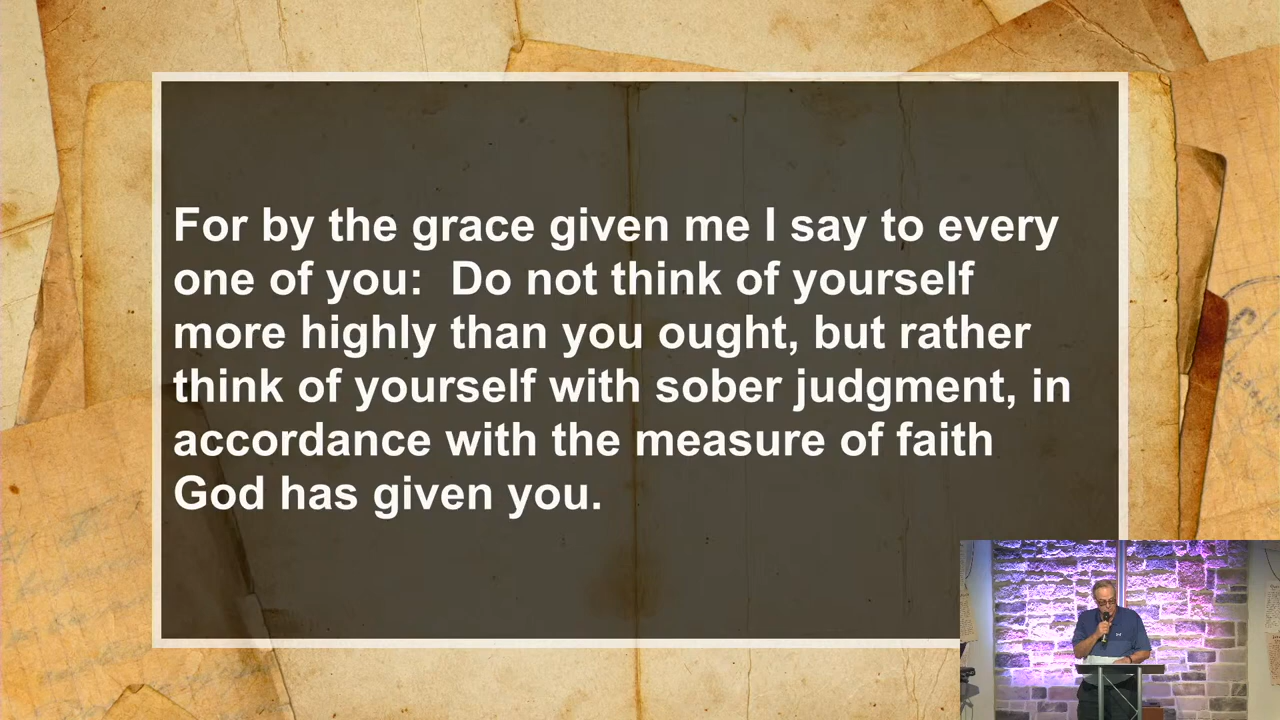 For by the grace given me I say to every
one of you:  Do not think of yourself
more highly than you ought, but rather
think of yourself with sober judgment, in
accordance with the measure of faith
God has given you.